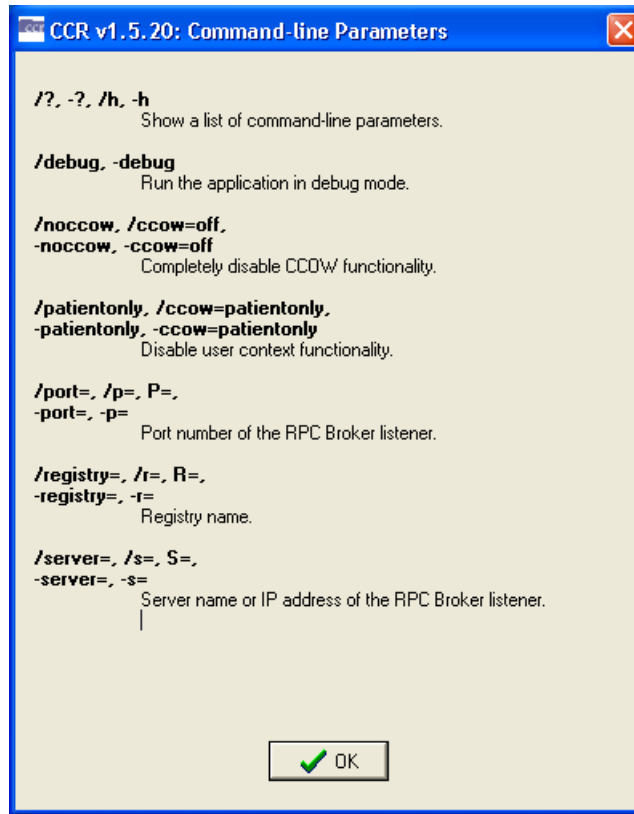 ccr CCR v1.5.20: Command-line Parameters
/?, -?, /h, -h
Show a list of command-line parameters.
/debug, -debug
Run the application in debug mode.
/noccow, /ccow=off,
-noccow, -ccow=off
Completely disable CCOW functionality.
/patientonly, /ccow=patientonly,
-patientonly, -ccow=patientonly
Disable user context functionality.
/port=, /p=, P=,
-port=, -p=
Port number of the RPC Broker listener.
/registry=, /r=, R=,
-registry=, -r=
Registry name.
/server=, /s=, S=,
-server=, -s=
Server name or IP address of the RPC Broker listener.
OK